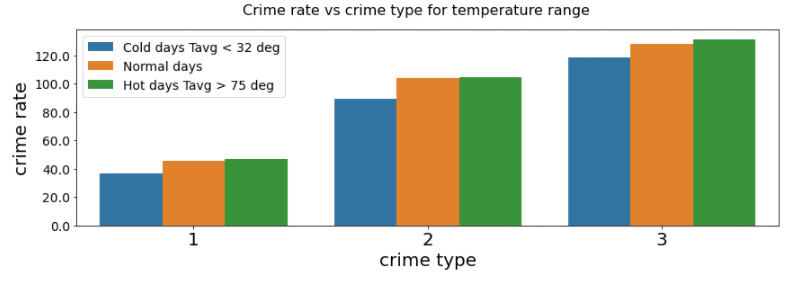 Crime rate vs crime type for temperature range
Cold days Tavg < 32 deg
Normal days
Hot days Tavg > 75 deg
crime rate
120.0
100.0
80.0
60.0
40.0
20.0
0.0
1 2 3
crime type